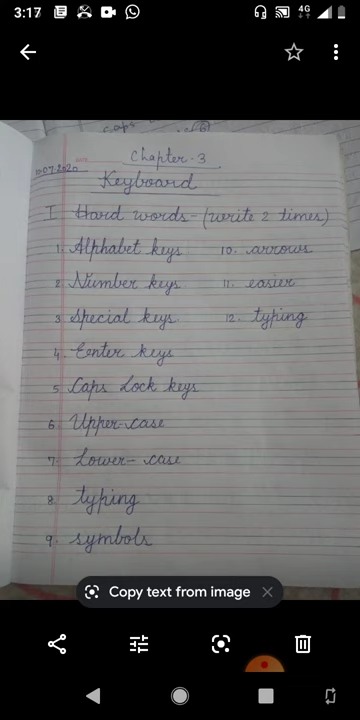 3:17
4G
caps
Chapter-3
Keyboard
I Hard words-(write 2 times)
1. Alphabet keys 10. arrows
2 Number keys 11. easier
3 Special keys 12. typing
4. Eenter keys
5 Caps Lock keys
6 Upper-case
7. Lower-case
8. typing
9. symbols
Copy text from image